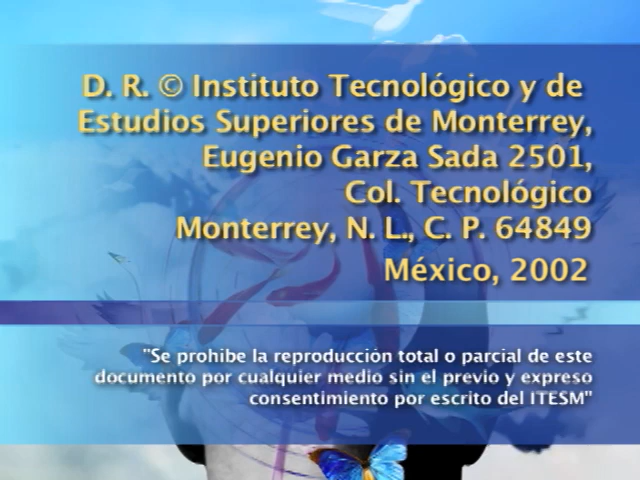 D. R. © Instituto Tecnológico y de
Estudios Superiores de Monterrey,
Eugenio Garza Sada 2501,
Col. Tecnológico
Monterrey, N. L., C. P. 64849
México, 2002
"Se prohibe la reproducción total o parcial de este
documento por cualquier medio sin el previo y expreso
consentimiento por escrito del ITESM"